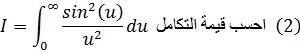 (2) احسب قيمة التكامل I = ∫₀^∞ sin²(u)/u² du